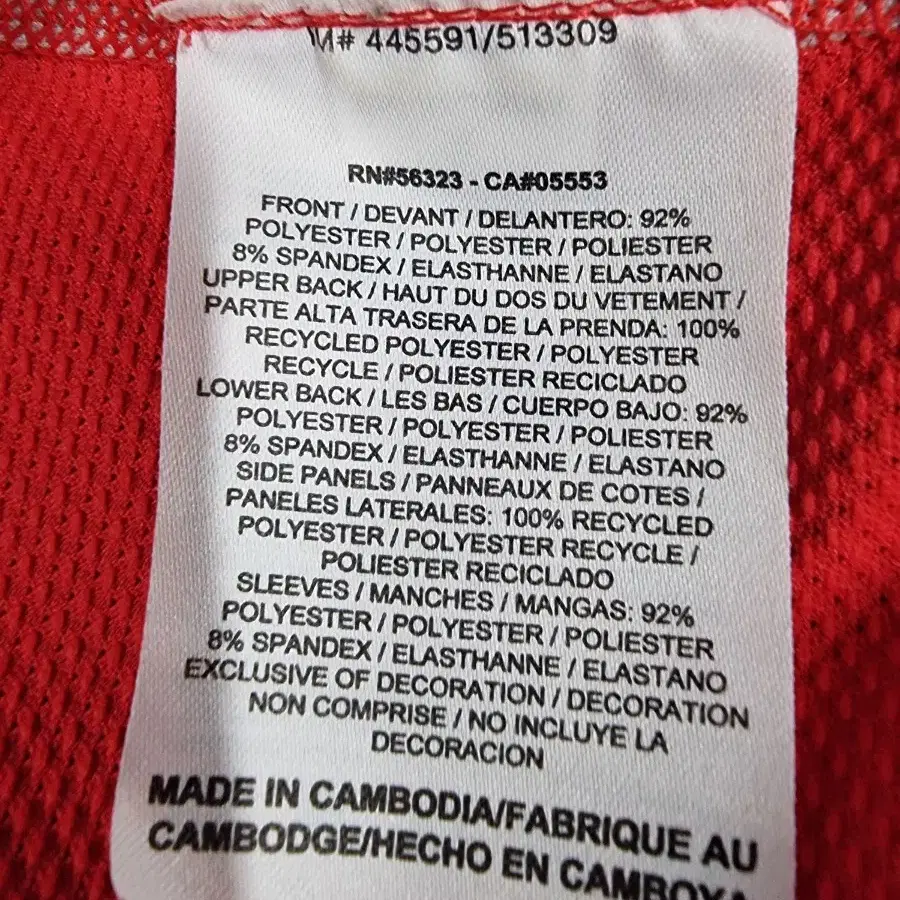 M# 445591/513309
RN#56323 - CA#05553
FRONT / DEVANT / DELANTERO: 92%
POLYESTER / POLYESTER / POLIESTER
8% SPANDEX / ELASTHANNE / ELASTANO
UPPER BACK / HAUT DU DOS DU VETEMENT /
PARTE ALTA TRASERA DE LA PRENDA: 100%
RECYCLED POLYESTER / POLYESTER
RECYCLE / POLIESTER RECICLADO
LOWER BACK / LES BAS / CUERPO BAJO: 92%
POLYESTER / POLYESTER / POLIESTER
8% SPANDEX / ELASTHANNE / ELASTANO
SIDE PANELS / PANNEAUX DE COTES /
PANELES LATERALES: 100% RECYCLED
POLYESTER / POLYESTER RECYCLE /
POLIESTER RECICLADO
SLEEVES / MANCHES / MANGAS: 92%
POLYESTER / POLYESTER / POLIESTER
8% SPANDEX / ELASTHANNE / ELASTANO
EXCLUSIVE OF DECORATION / DECORATION
NON COMPRISE / NO INCLUYE LA
DECORACION
MADE IN CAMBODIA/FABRIQUE AU
CAMBODGE/HECHO EN CAMBOYA